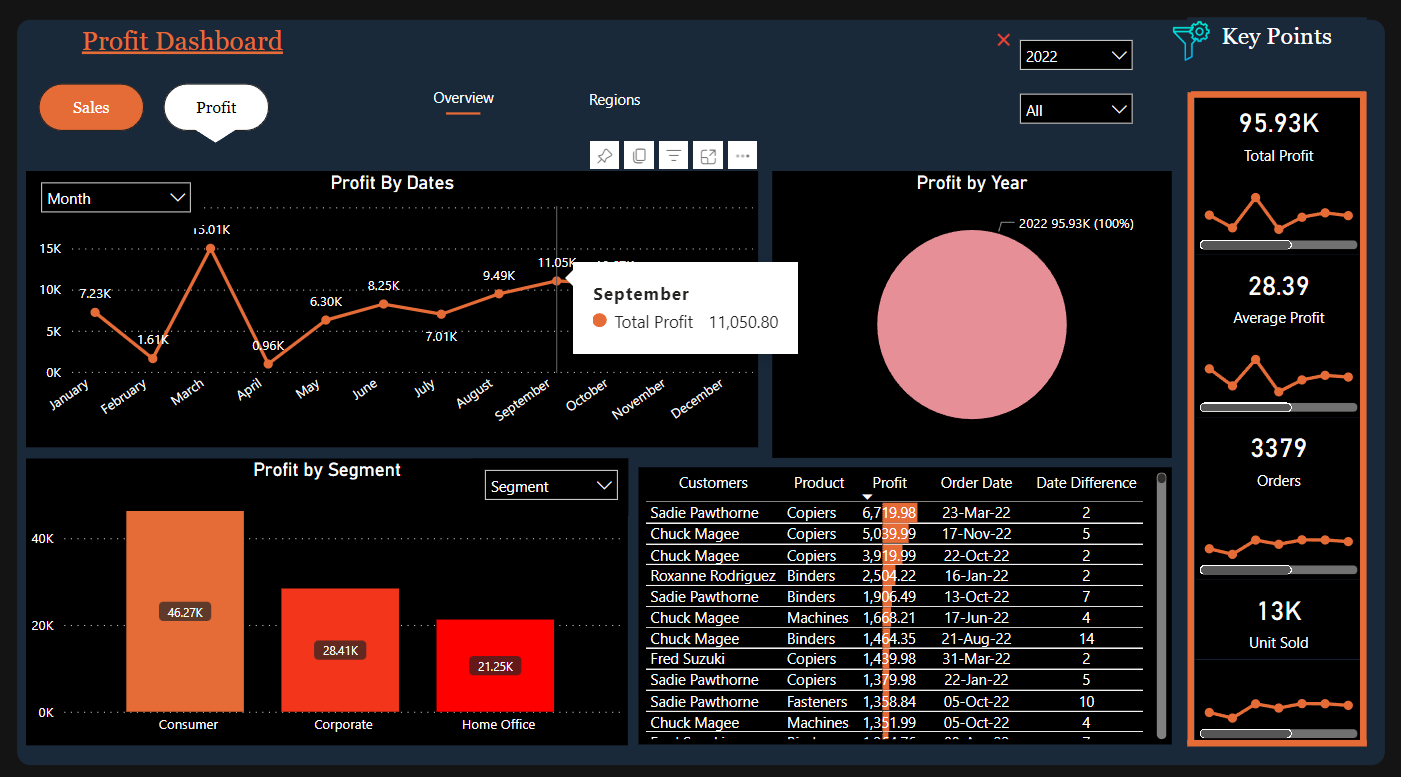 Profit Dashboard
Key Points
2022
Sales
Profit
Overview
Regions
All
95.93K
Total Profit
28.39
Average Profit
3379
Orders
13K
Unit Sold
Profit By Dates
Month
15K
10K
5K
0K
7.23K
1.61K
15.01K
0.96K
6.30K
8.25K
7.01K
9.49K
11.05K
September
Total Profit 11,050.80
January
February
March
April
May
June
July
August
September
October
November
December
Profit by Year
2022 95.93K (100%)
Profit by Segment
Segment
40K
20K
0K
46.27K
28.41K
21.25K
Consumer
Corporate
Home Office
Customers Product Profit Order Date Date Difference
Sadie Pawthorne Copiers 6,719.98 23-Mar-22 2
Chuck Magee Copiers 5,039.99 17-Nov-22 5
Chuck Magee Copiers 3,919.99 22-Oct-22 2
Roxanne Rodriguez Binders 2,504.22 16-Jan-22 2
Sadie Pawthorne Binders 1,906.49 13-Oct-22 7
Chuck Magee Machines 1,668.21 17-Jun-22 4
Chuck Magee Binders 1,464.35 21-Aug-22 14
Fred Suzuki Copiers 1,439.98 31-Mar-22 2
Sadie Pawthorne Copiers 1,379.98 22-Jan-22 5
Sadie Pawthorne Fasteners 1,358.84 05-Oct-22 10
Chuck Magee Machines 1,351.99 05-Oct-22 4